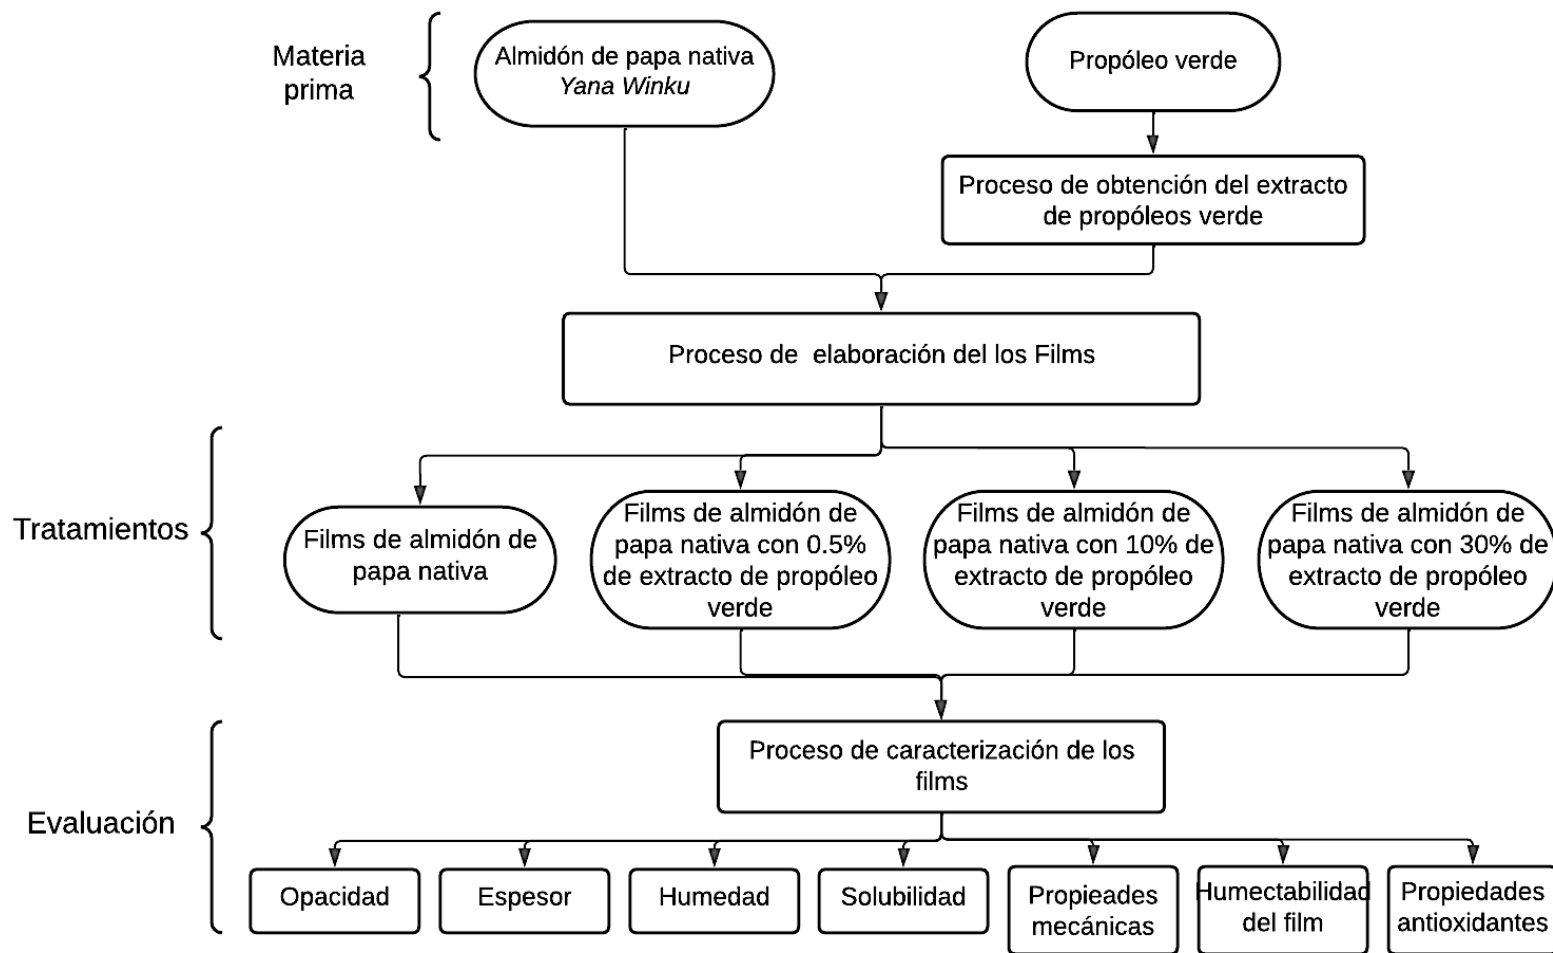 Materia
prima
Almidón de papa nativa
Yana Winku
Propóleo verde
Proceso de obtención del extracto
de propóleos verde
Proceso de  elaboración del los Films
Tratamientos
Films de almidón de
papa nativa
Films de almidón de
papa nativa con 0.5%
de extracto de propóleo
verde
Films de almidón de
papa nativa con 10% de
extracto de propóleo
verde
Films de almidón de
papa nativa con 30% de
extracto de propóleo
verde
Proceso de caracterización de los
films
Evaluación
Opacidad
Espesor
Humedad
Solubilidad
Propieades
mecánicas
Humectabilidad
del film
Propiedades
antioxidantes